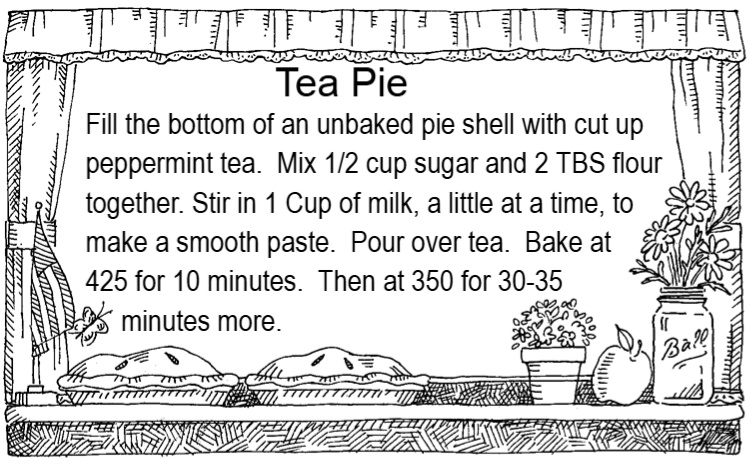 Tea Pie
Fill the bottom of an unbaked pie shell with cut up
peppermint tea.  Mix 1/2 cup sugar and 2 TBS flour
together. Stir in 1 Cup of milk, a little at a time, to
make a smooth paste.  Pour over tea.  Bake at
425 for 10 minutes.  Then at 350 for 30-35
minutes more.
Ball